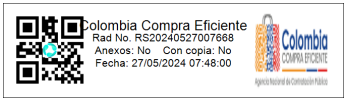 Colombia Compra Eficiente
Rad No. RS20240527007668
Anexos: No Con copia: No
Fecha: 27/05/2024 07:48:00
Colombia
COMPRA EFICIENTE
Agencia Nacional de Contratación Pública